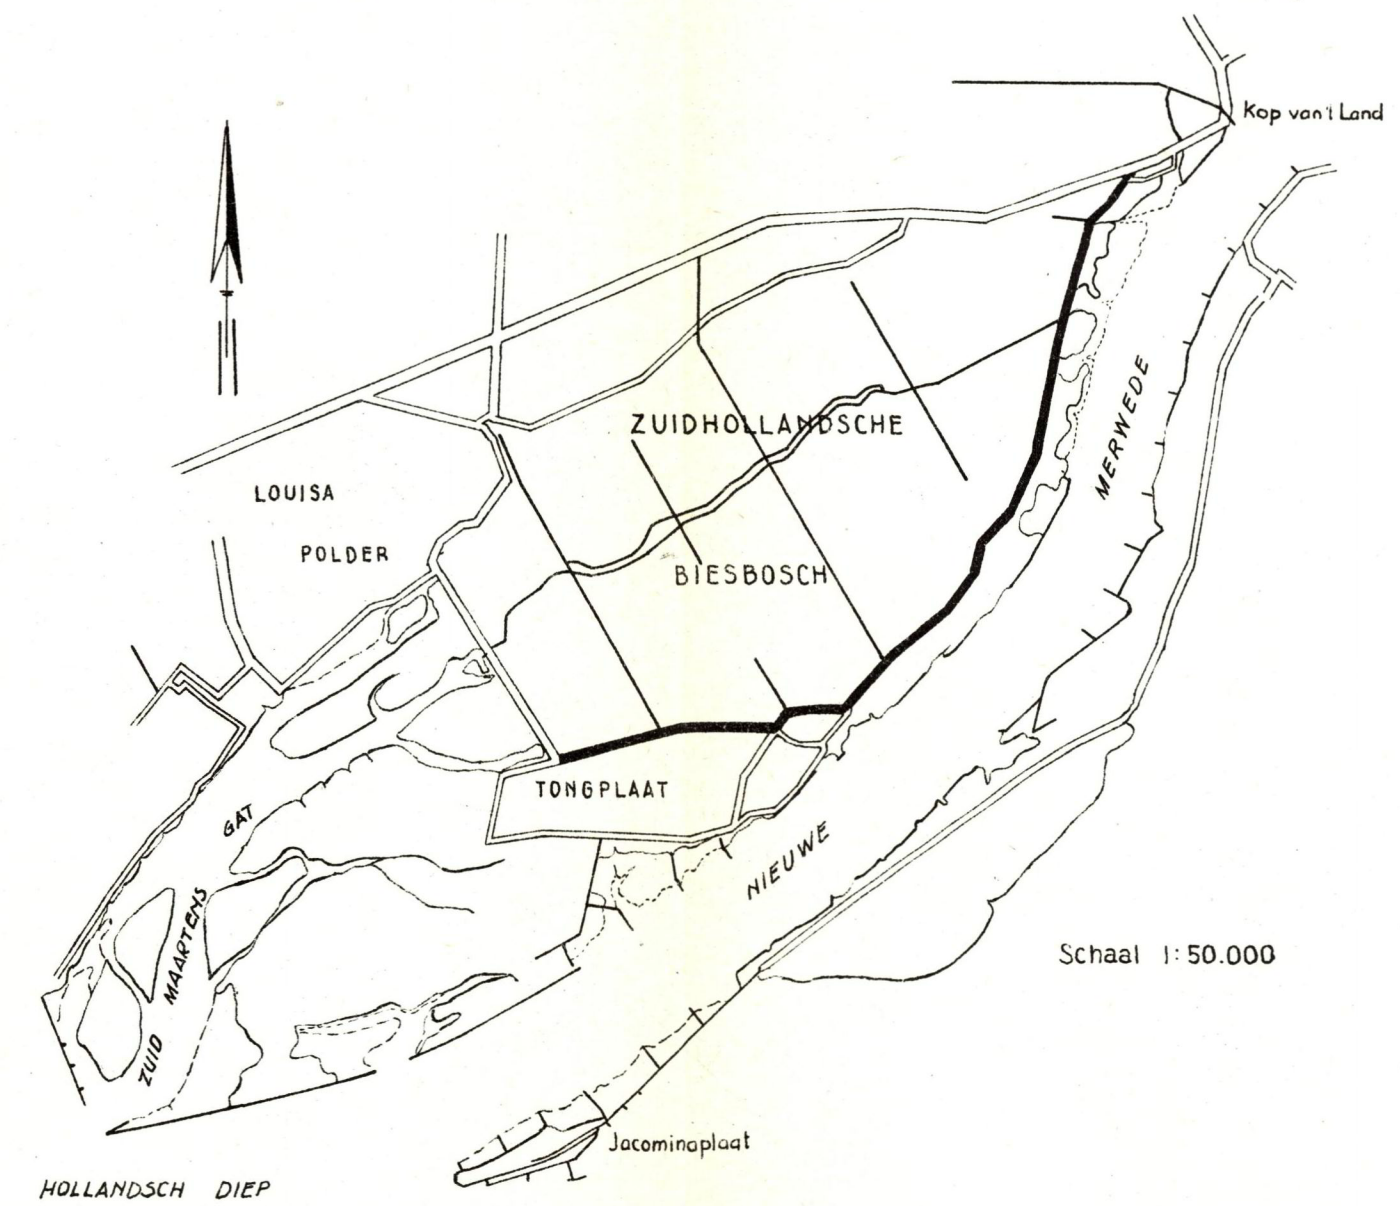 Kop van't Land
ZUIDHOLLANDSCHE
MERWEDE
LOUISA
POLDER
BIESBOSCH
TONGPLAAT
GAT
NIEUWE
MAARTENS
Schaal 1:50.000
ZUID
Jacominaplaat
HOLLANDSCH DIEP